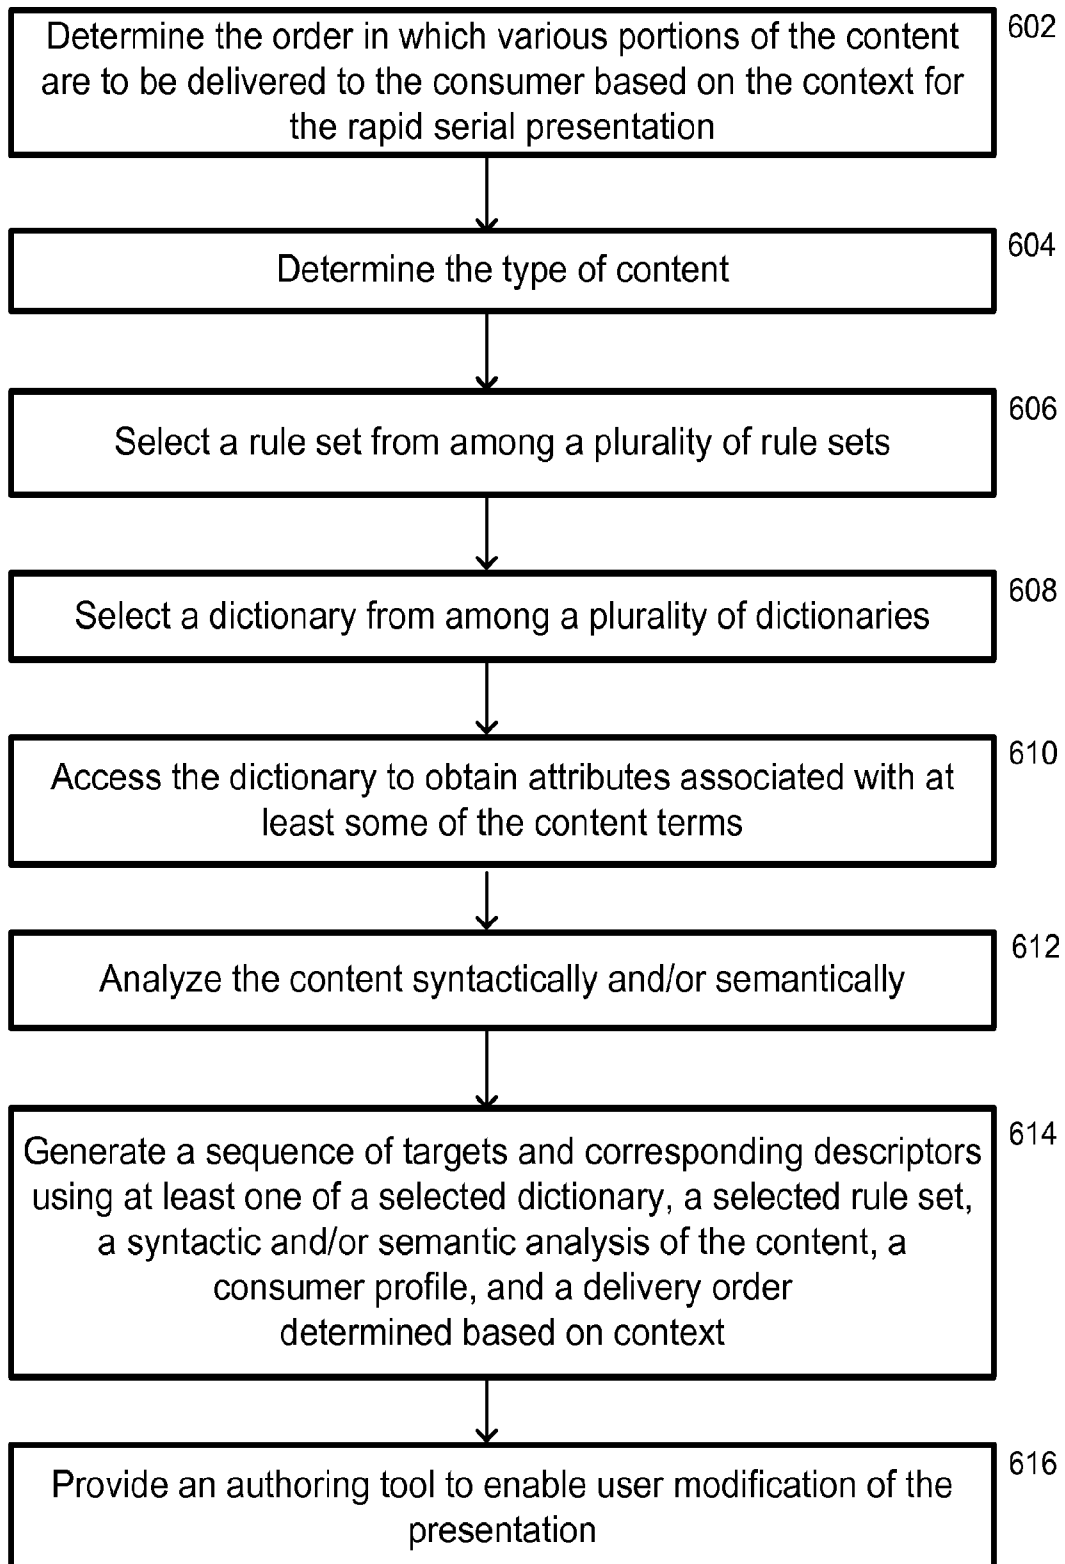 Determine the order in which various portions of the content
are to be delivered to the consumer based on the context for
the rapid serial presentation
602
Determine the type of content
604
Select a rule set from among a plurality of rule sets
606
Select a dictionary from among a plurality of dictionaries
608
Access the dictionary to obtain attributes associated with at
least some of the content terms
610
Analyze the content syntactically and/or semantically
612
Generate a sequence of targets and corresponding descriptors
using at least one of a selected dictionary, a selected rule set,
a syntactic and/or semantic analysis of the content, a
consumer profile, and a delivery order
determined based on context
614
Provide an authoring tool to enable user modification of the
presentation
616